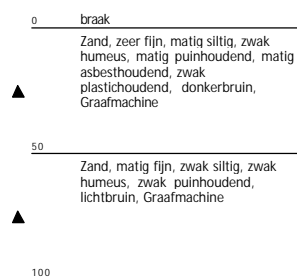 0 braak
Zand, zeer fijn, matig siltig, zwak
humeus, matig puinhoudend, matig
asbesthoudend, zwak
plastichoudend, donkerbruin,
Graafmachine
50
Zand, matig fijn, zwak siltig, zwak
humeus, zwak puinhoudend,
lichtbruin, Graafmachine
100